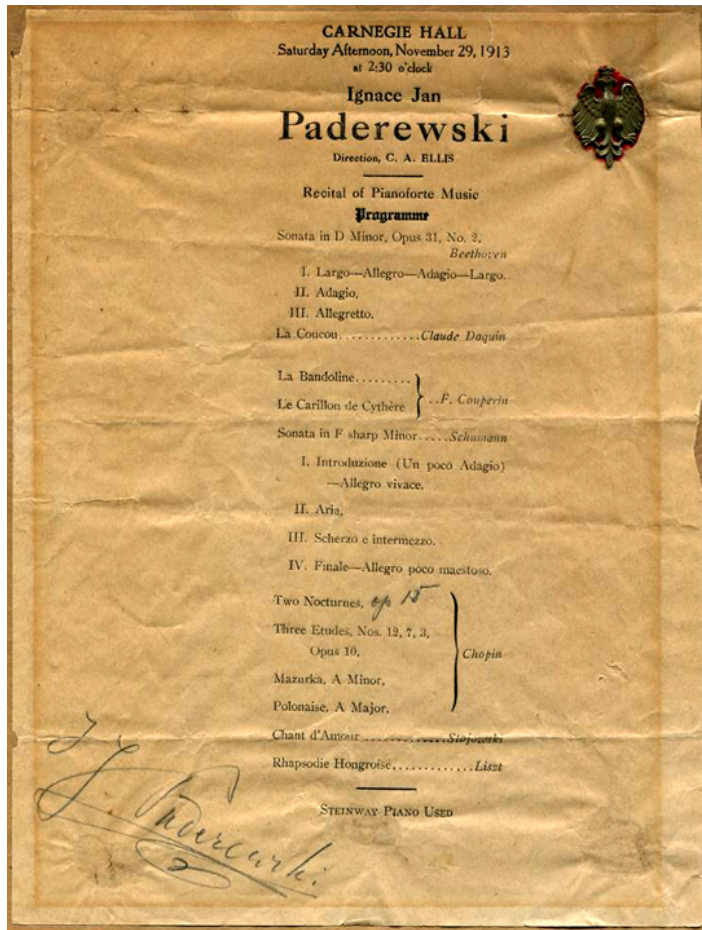 CARNEGIE HALL
Saturday Afternoon, November 29, 1913
at 2:30 o'clock
Ignace Jan
Paderewski
Direction, C. A. ELLIS
Recital of Pianoforte Music
Programme
Sonata in D Minor, Opus 31, No. 2,
Beethoven
I. Largo—Allegro—Adagio—Largo.
II. Adagio.
III. Allegretto.
La Coucou............Claude Daquin
La Bandoline.........
Le Carillon de Cythère } ..F. Couperin
Sonata in F sharp Minor.....Schumann
I. Introduzione (Un poco Adagio)
—Allegro vivace.
II. Aria.
III. Scherzo e intermezzo.
IV. Finale—Allegro poco maestoso.
Two Nocturnes, op 15
Three Etudes, Nos. 12, 7, 3,
Opus 10,
Chopin
Mazurka, A Minor,
Polonaise, A Major,
Chant d'Amour .............Stojowski
Rhapsodie Hongroise............Liszt
STEINWAY PIANO USED
I J Paderewski